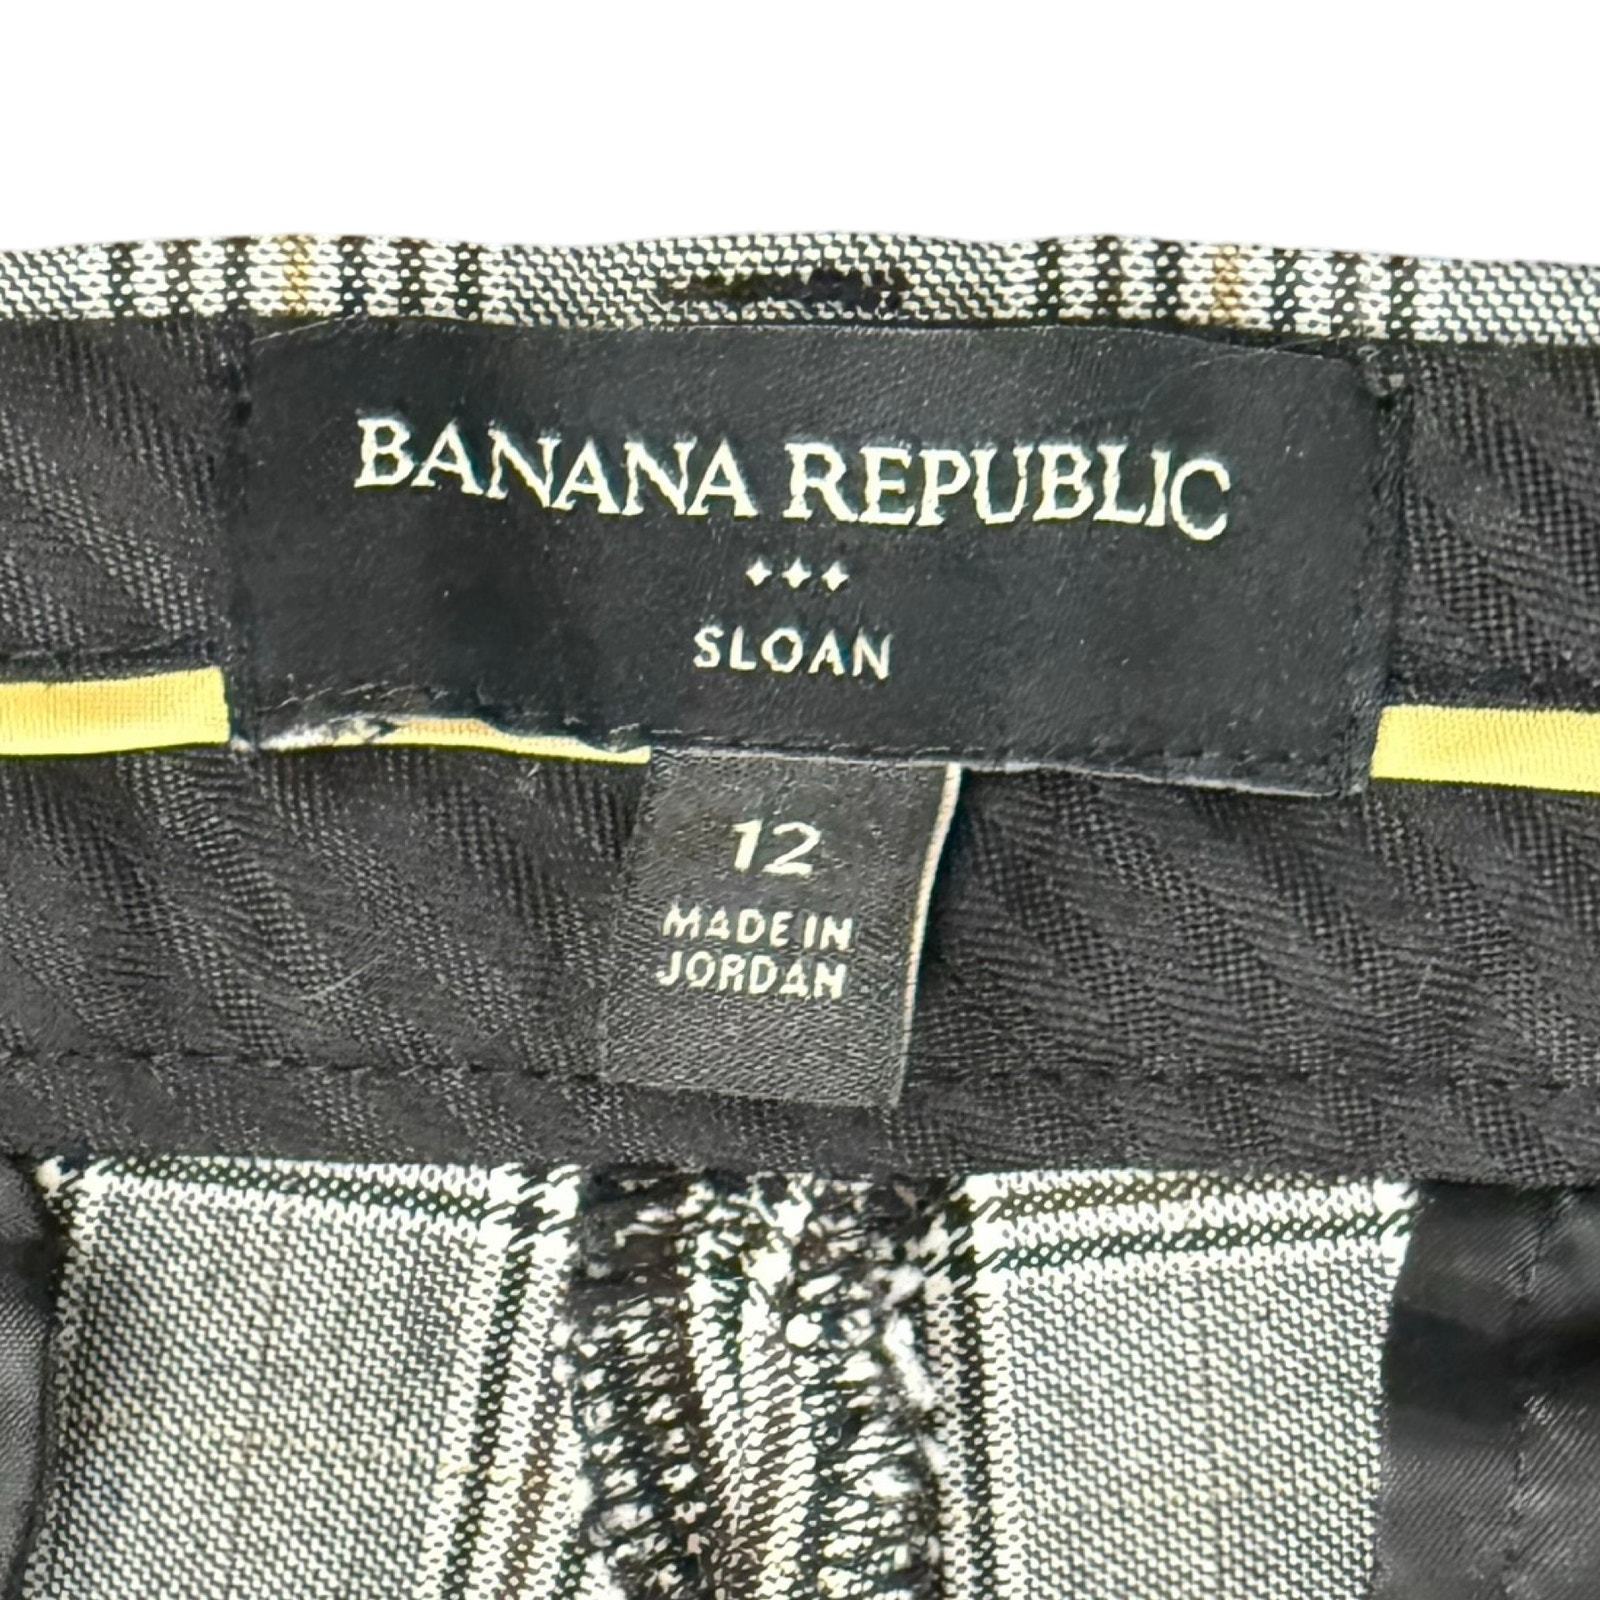 BANANA REPUBLIC
SLOAN
12
MADE IN
JORDAN